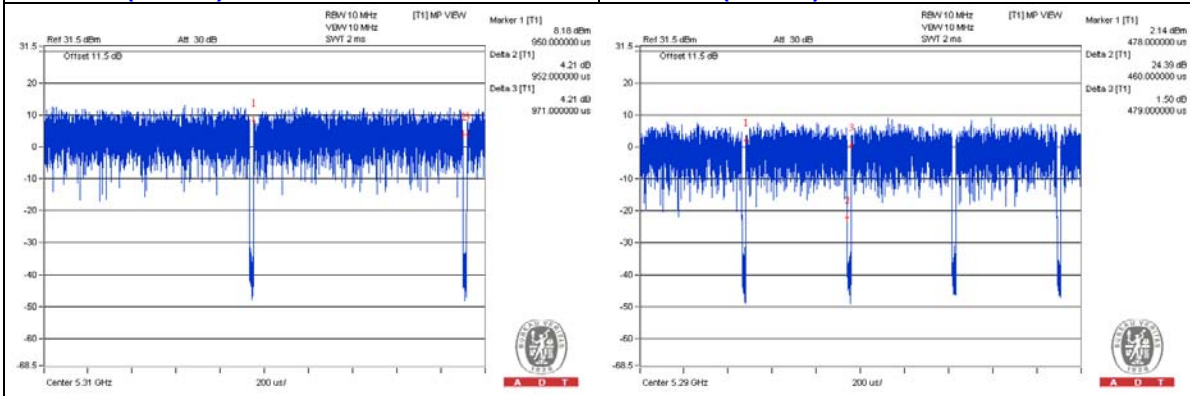 RBW 10 MHz
VBW 10 MHz
SWT 2 ms
[T1] MP VIEW
Ref 31.5 dBm
Att 30 dB
Offset 11.5 dB
Marker 1 [T1]
8.18 dBm
950.000000 us
Delta 2 [T1]
4.21 dB
952.000000 us
Delta 3 [T1]
4.21 dB
971.000000 us
31.5
20
10
0
-10
-20
-30
-40
-50
-60
-68.5
1
Center 5.31 GHz
200 us/
A D T
RBW 10 MHz
VBW 10 MHz
SWT 2 ms
[T1] MP VIEW
Ref 31.5 dBm
Att 30 dB
Offset 11.5 dB
Marker 1 [T1]
2.14 dBm
478.000000 us
Delta 2 [T1]
24.39 dB
460.000000 us
Delta 3 [T1]
1.50 dB
479.000000 us
31.5
20
10
0
-10
-20
-30
-40
-50
-60
-68.5
1
3
2
Center 5.29 GHz
200 us/
A D T